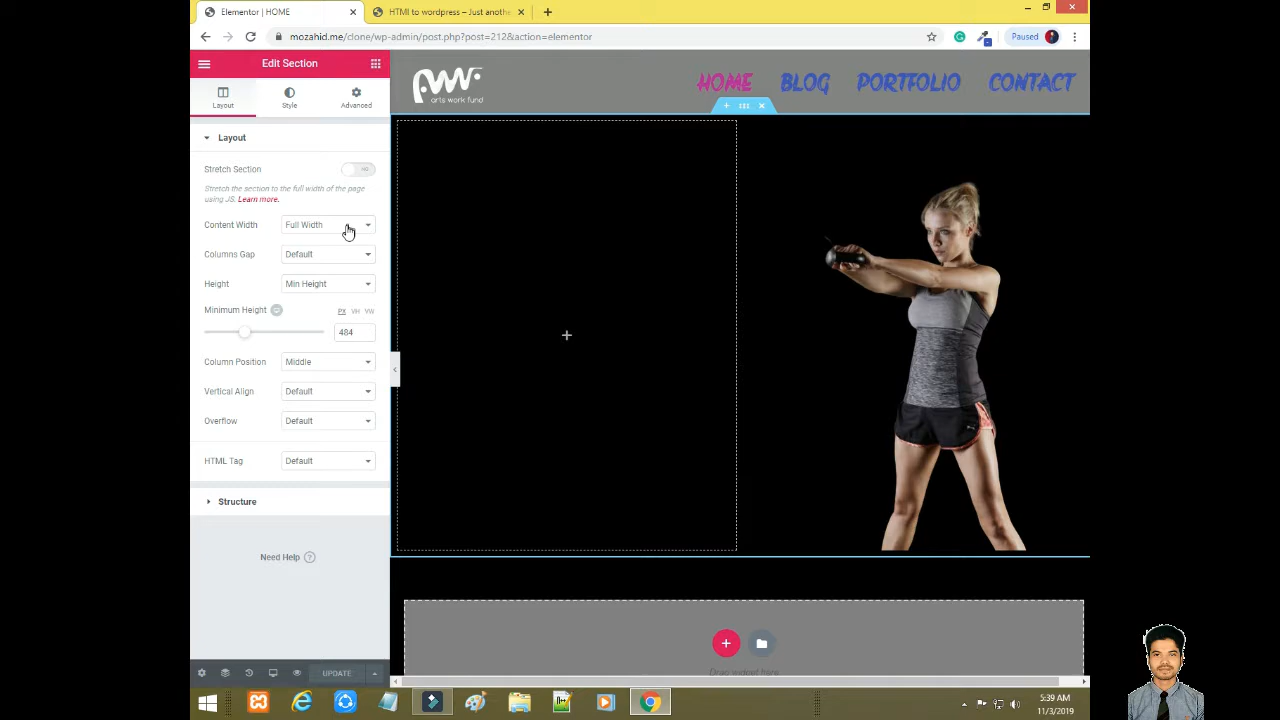 Elementor | HOME
HTMl to wordpress – Just anothe
mozahid.me/clone/wp-admin/post.php?post=212&action=elementor
Paused
Edit Section
Layout
Style
Advanced
Layout
Stretch Section
NO
Stretch the section to the full width of the page
using JS. Learn more.
Content Width
Full Width
Columns Gap
Default
Height
Min Height
Minimum Height
PX VH VW
484
Column Position
Middle
Vertical Align
Default
Overflow
Default
HTML Tag
Default
Structure
Need Help
UPDATE
arts work fund
HOME
BLOG
PORTFOLIO
CONTACT
Drag widget here
5:39 AM
11/3/2019